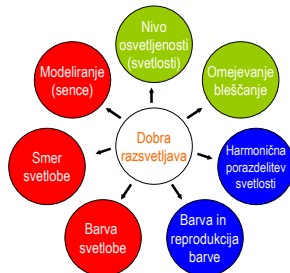 Nivo
osvetljenosti
(svetlosti)
Modeliranje
(sence)
Omejevanje
bleščanje
Dobra
razsvetljava
Harmonična
porazdelitev
svetlosti
Smer
svetlobe
Barva
svetlobe
Barva in
reprodukcija
barve